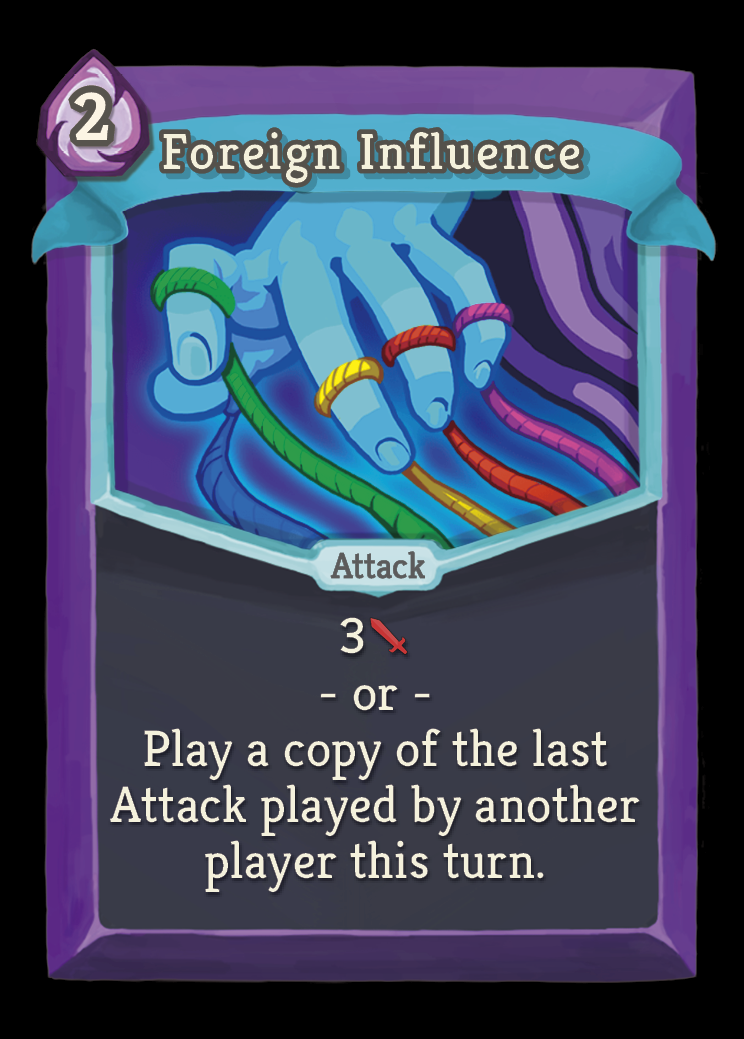 2
Foreign Influence
Attack
3
- or -
Play a copy of the last
Attack played by another
player this turn.